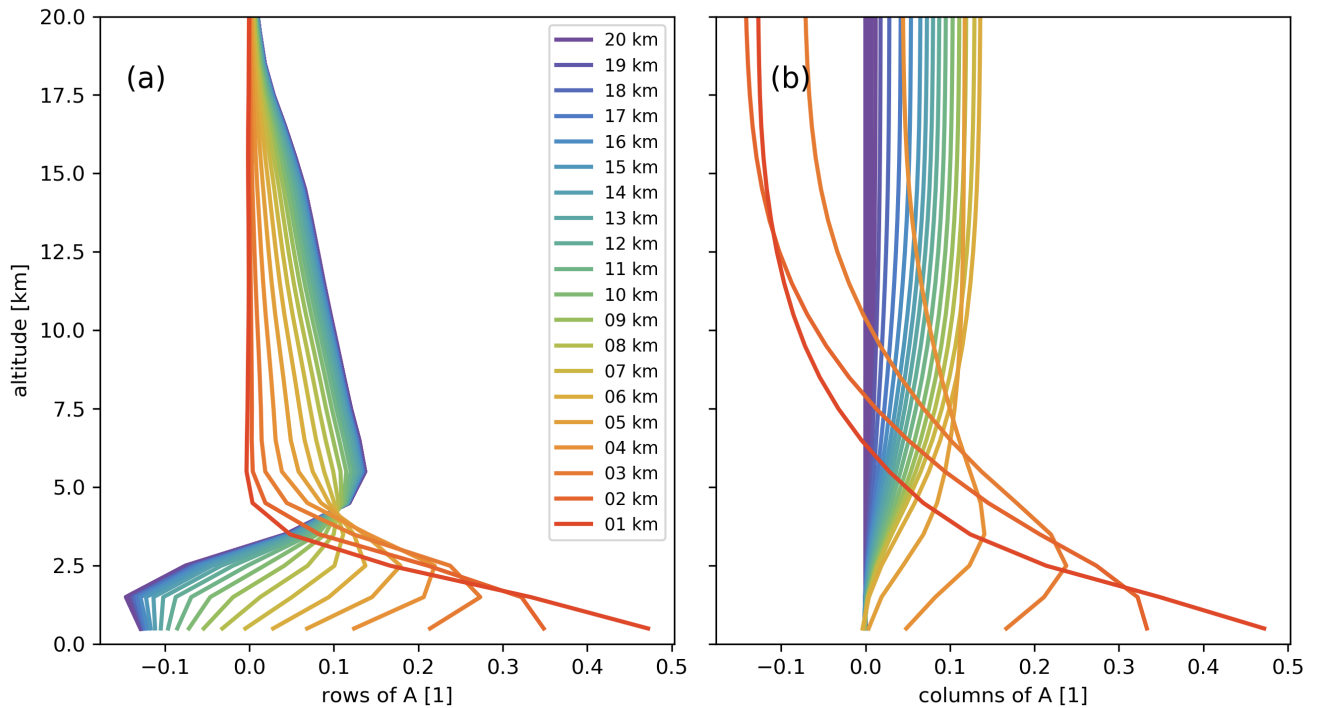 20.0
17.5
15.0
12.5
10.0
7.5
5.0
2.5
0.0
altitude [km]
(a)
20 km
19 km
18 km
17 km
16 km
15 km
14 km
13 km
12 km
11 km
10 km
09 km
08 km
07 km
06 km
05 km
04 km
03 km
02 km
01 km
−0.1 0.0 0.1 0.2 0.3 0.4 0.5
rows of A [1]
(b)
−0.1 0.0 0.1 0.2 0.3 0.4 0.5
columns of A [1]